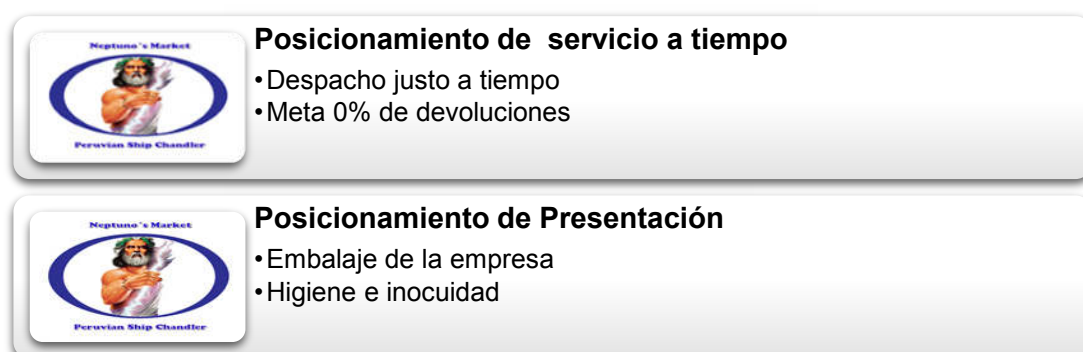 Neptuno´s Market
Peruvian Ship Chandler
Posicionamiento de servicio a tiempo
•Despacho justo a tiempo
•Meta 0% de devoluciones
Neptuno´s Market
Peruvian Ship Chandler
Posicionamiento de Presentación
•Embalaje de la empresa
•Higiene e inocuidad